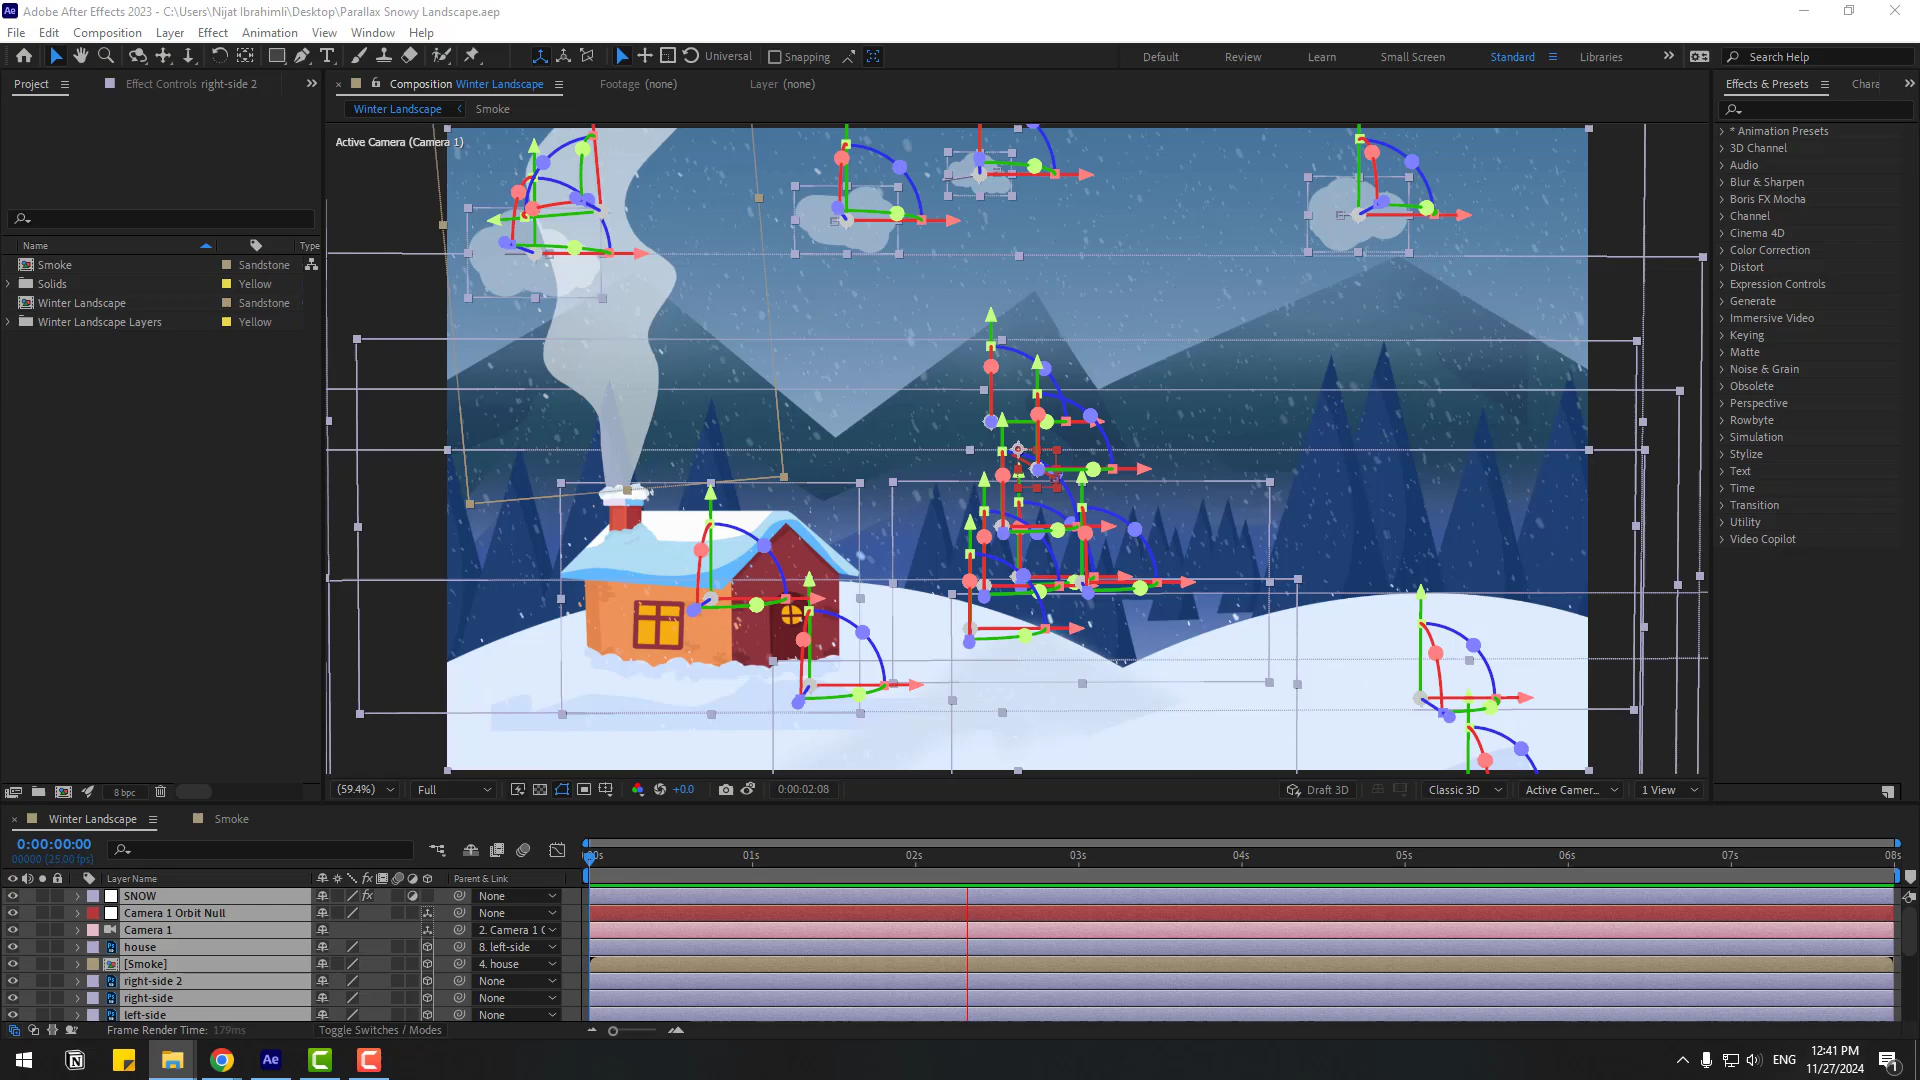 Ae Adobe After Effects 2023 - C:\Users\Nijat Ibrahimli\Desktop\Parallax Snowy Landscape.aep
File Edit Composition Layer Effect Animation View Window Help
T Universal Snapping Default Review Learn Small Screen Standard Libraries Search Help
Project Effect Controls right-side 2 Composition Winter Landscape Footage (none) Layer (none) Effects & Presets Chara
Winter Landscape Smoke
Active Camera (Camera 1)
Name Type
Smoke Sandstone
Solids Yellow
Winter Landscape Sandstone
Winter Landscape Layers Yellow
* Animation Presets
3D Channel
Audio
Blur & Sharpen
Boris FX Mocha
Channel
Cinema 4D
Color Correction
Distort
Expression Controls
Generate
Immersive Video
Keying
Matte
Noise & Grain
Obsolete
Perspective
Rowbyte
Simulation
Stylize
Text
Time
Transition
Utility
Video Copilot
8 bpc (59.4%) Full +0.0 0:00:02:08 Draft 3D Classic 3D Active Camer... 1 View
Winter Landscape Smoke
0:00:00:00
00000 (25.00 fps)
00s 01s 02s 03s 04s 05s 06s 07s 08s
Layer Name fx Parent & Link
SNOW fx None
Camera 1 Orbit Null None
Camera 1 2. Camera 1 O
house 8. left-side
[Smoke] 4. house
right-side 2 None
right-side None
left-side None
Frame Render Time: 179ms Toggle Switches / Modes
Ae ENG 12:41 PM
11/27/2024
1